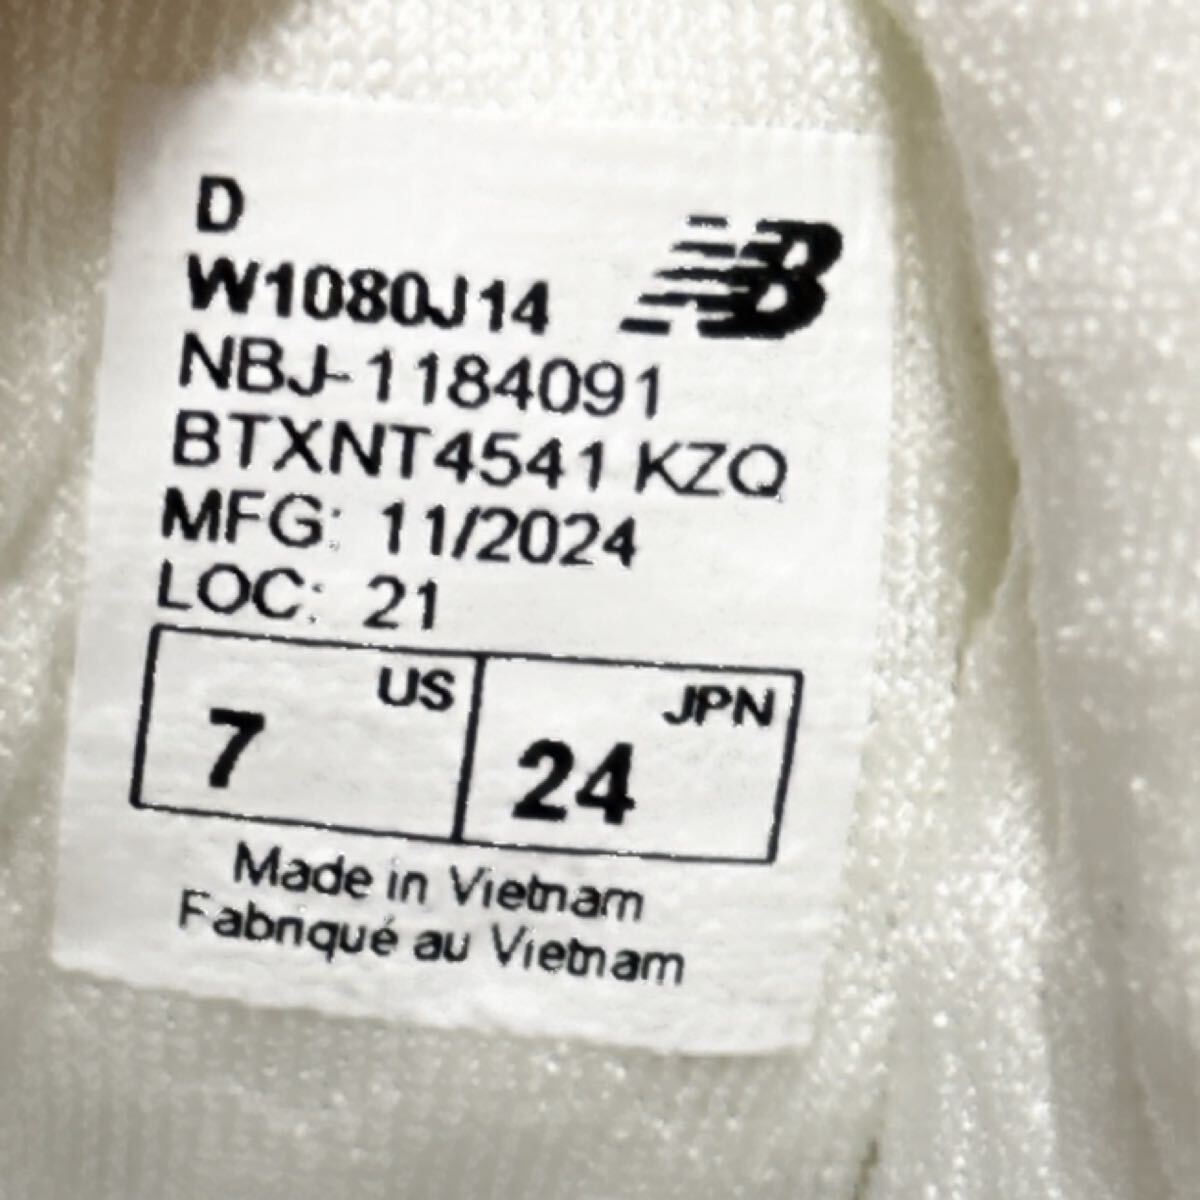 D
W1080J14
NB
NBJ-1184091
BTXNT4541 KZQ
MFG: 11/2024
LOC: 21
US
7
JPN
24
Made in Vietnam
Fabriqué au Vietnam